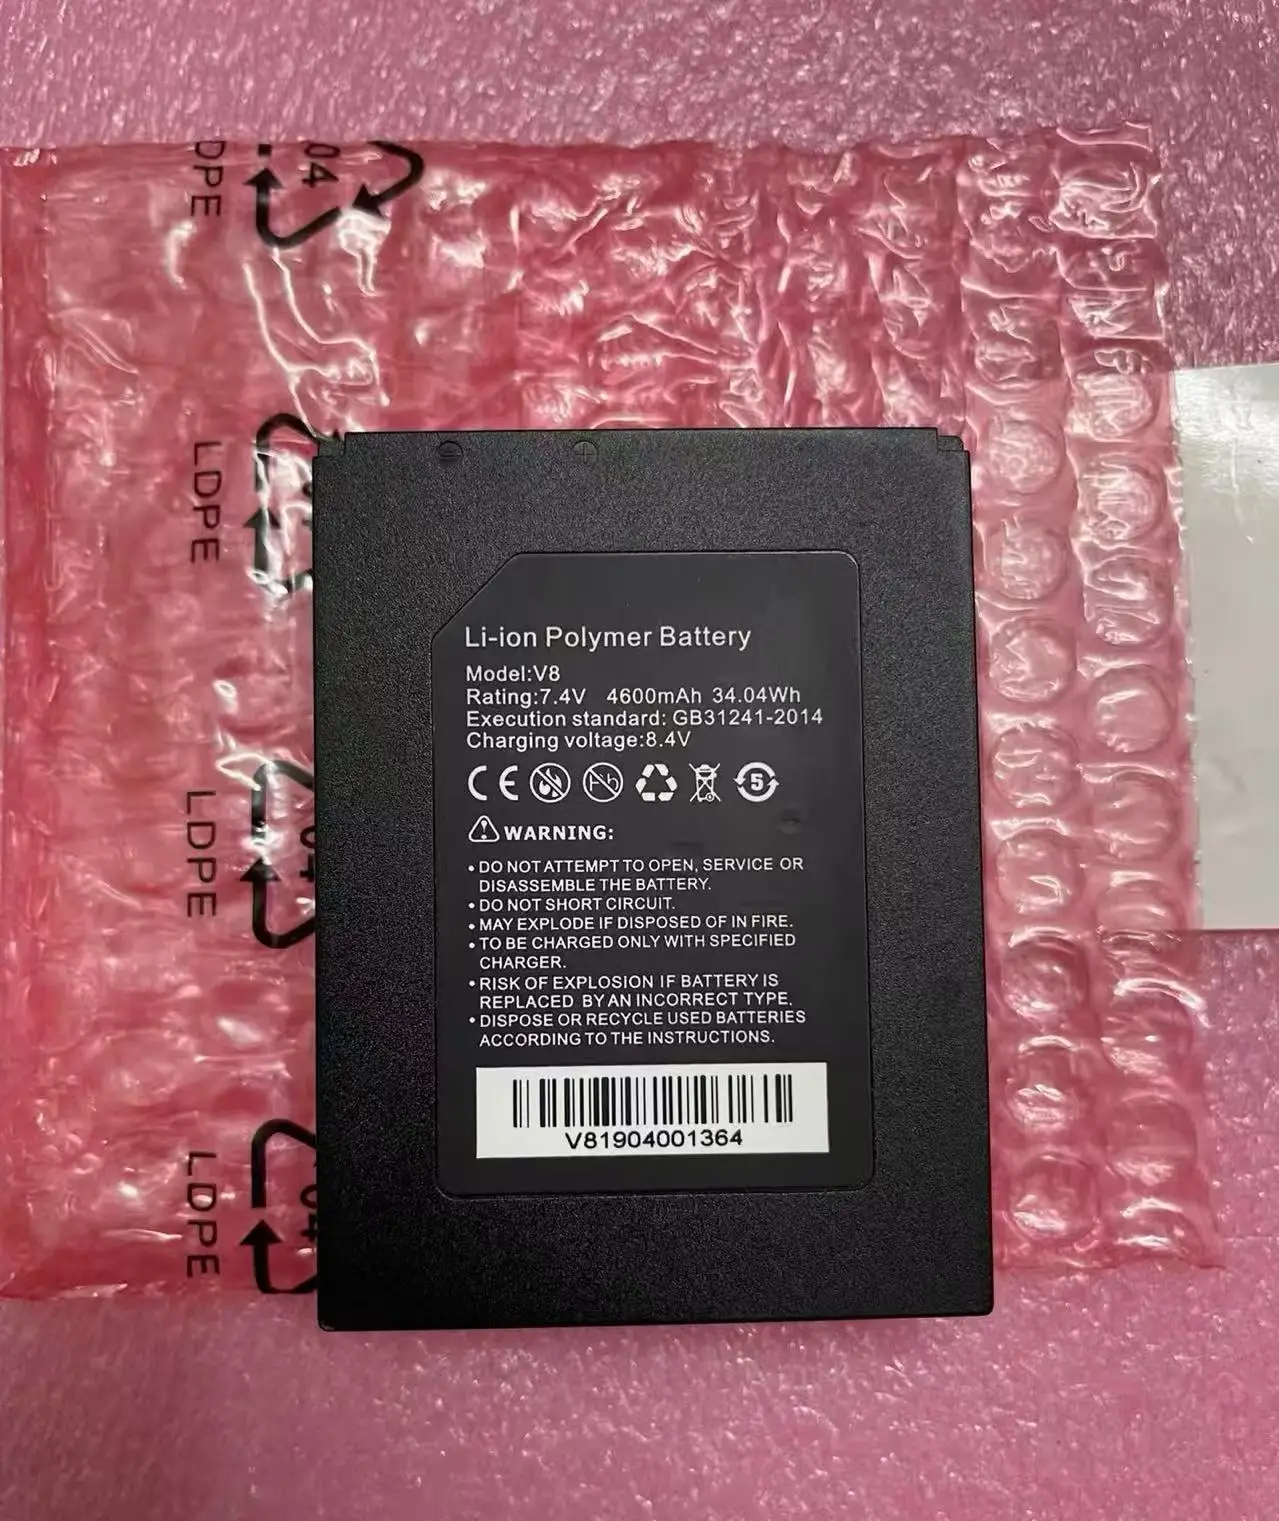 04
LDPE
LDPE
LDPE
04
LDPE
04
Li-ion Polymer Battery
Model:V8
Rating:7.4V 4600mAh 34.04Wh
Execution standard: GB31241-2014
Charging voltage:8.4V
CE Pb 5
WARNING:
• DO NOT ATTEMPT TO OPEN, SERVICE OR
DISASSEMBLE THE BATTERY.
• DO NOT SHORT CIRCUIT.
• MAY EXPLODE IF DISPOSED OF IN FIRE.
• TO BE CHARGED ONLY WITH SPECIFIED
CHARGER.
• RISK OF EXPLOSION IF BATTERY IS
REPLACED BY AN INCORRECT TYPE.
• DISPOSE OR RECYCLE USED BATTERIES
ACCORDING TO THE INSTRUCTIONS.
V81904001364